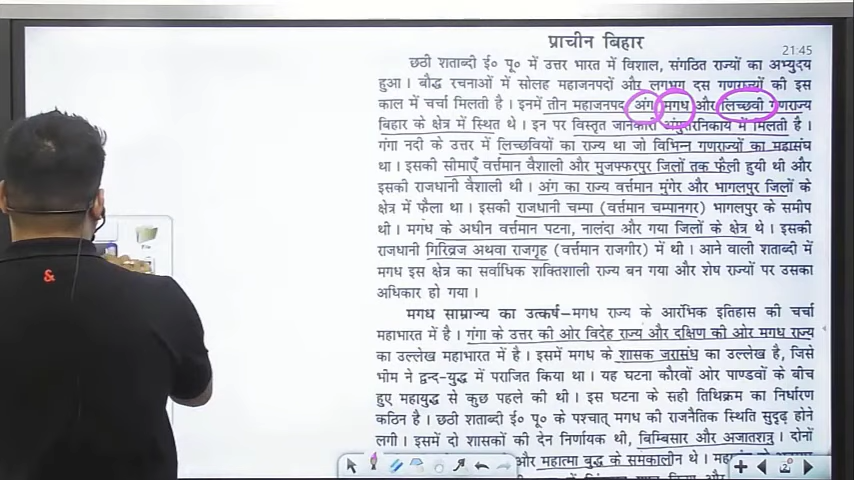 प्राचीन बिहार
21:45
छठी शताब्दी ई० पू० में उत्तर भारत में विशाल, संगठित राज्यों का अभ्युदय
हुआ । बौद्ध रचनाओं में सोलह महाजनपदों और लगभग दस गणराज्यों की इस
काल में चर्चा मिलती है । इनमें तीन महाजनपद अंग मगध और लिच्छवी गणराज्य
बिहार के क्षेत्र में स्थित थे । इन पर विस्तृत जानकारी अंगुतरनिकाय में मिलती है ।
गंगा नदी के उत्तर में लिच्छवियों का राज्य था जो विभिन्न गणराज्यों का महासंघ
था । इसकी सीमाएँ वर्तमान वैशाली और मुजफ्फरपुर जिलों तक फैली हुयी थी और
इसकी राजधानी वैशाली थी । अंग का राज्य वर्तमान मुंगेर और भागलपुर जिलों के
क्षेत्र में फैला था । इसकी राजधानी चम्पा (वर्तमान चम्पानगर) भागलपुर के समीप
थी । मगध के अधीन वर्तमान पटना, नालंदा और गया जिलों के क्षेत्र थे । इसकी
राजधानी गिरिव्रज अथवा राजगृह (वर्तमान राजगीर) में थी । आने वाली शताब्दी में
मगध इस क्षेत्र का सर्वाधिक शक्तिशाली राज्य बन गया और शेष राज्यों पर उसका
अधिकार हो गया ।
मगध साम्राज्य का उत्कर्ष–मगध राज्य के आरंभिक इतिहास की चर्चा
महाभारत में है । गंगा के उत्तर की ओर विदेह राज्य और दक्षिण की ओर मगध राज्य
का उल्लेख महाभारत में है । इसमें मगध के शासक जरासंध का उल्लेख है, जिसे
भीम ने द्वन्द-युद्ध में पराजित किया था । यह घटना कौरवों ओर पाण्डवों के बीच
हुए महायुद्ध से कुछ पहले की थी । इस घटना के सही तिथिक्रम का निर्धारण
कठिन है । छठी शताब्दी ई० पू० के पश्चात् मगध की राजनैतिक स्थिति सुदृढ़ होने
लगी । इसमें दो शासकों की देन निर्णायक थी, बिम्बिसार और अजातशत्रु । दोनों
और महात्मा बुद्ध के समकालीन थे ।
2
&